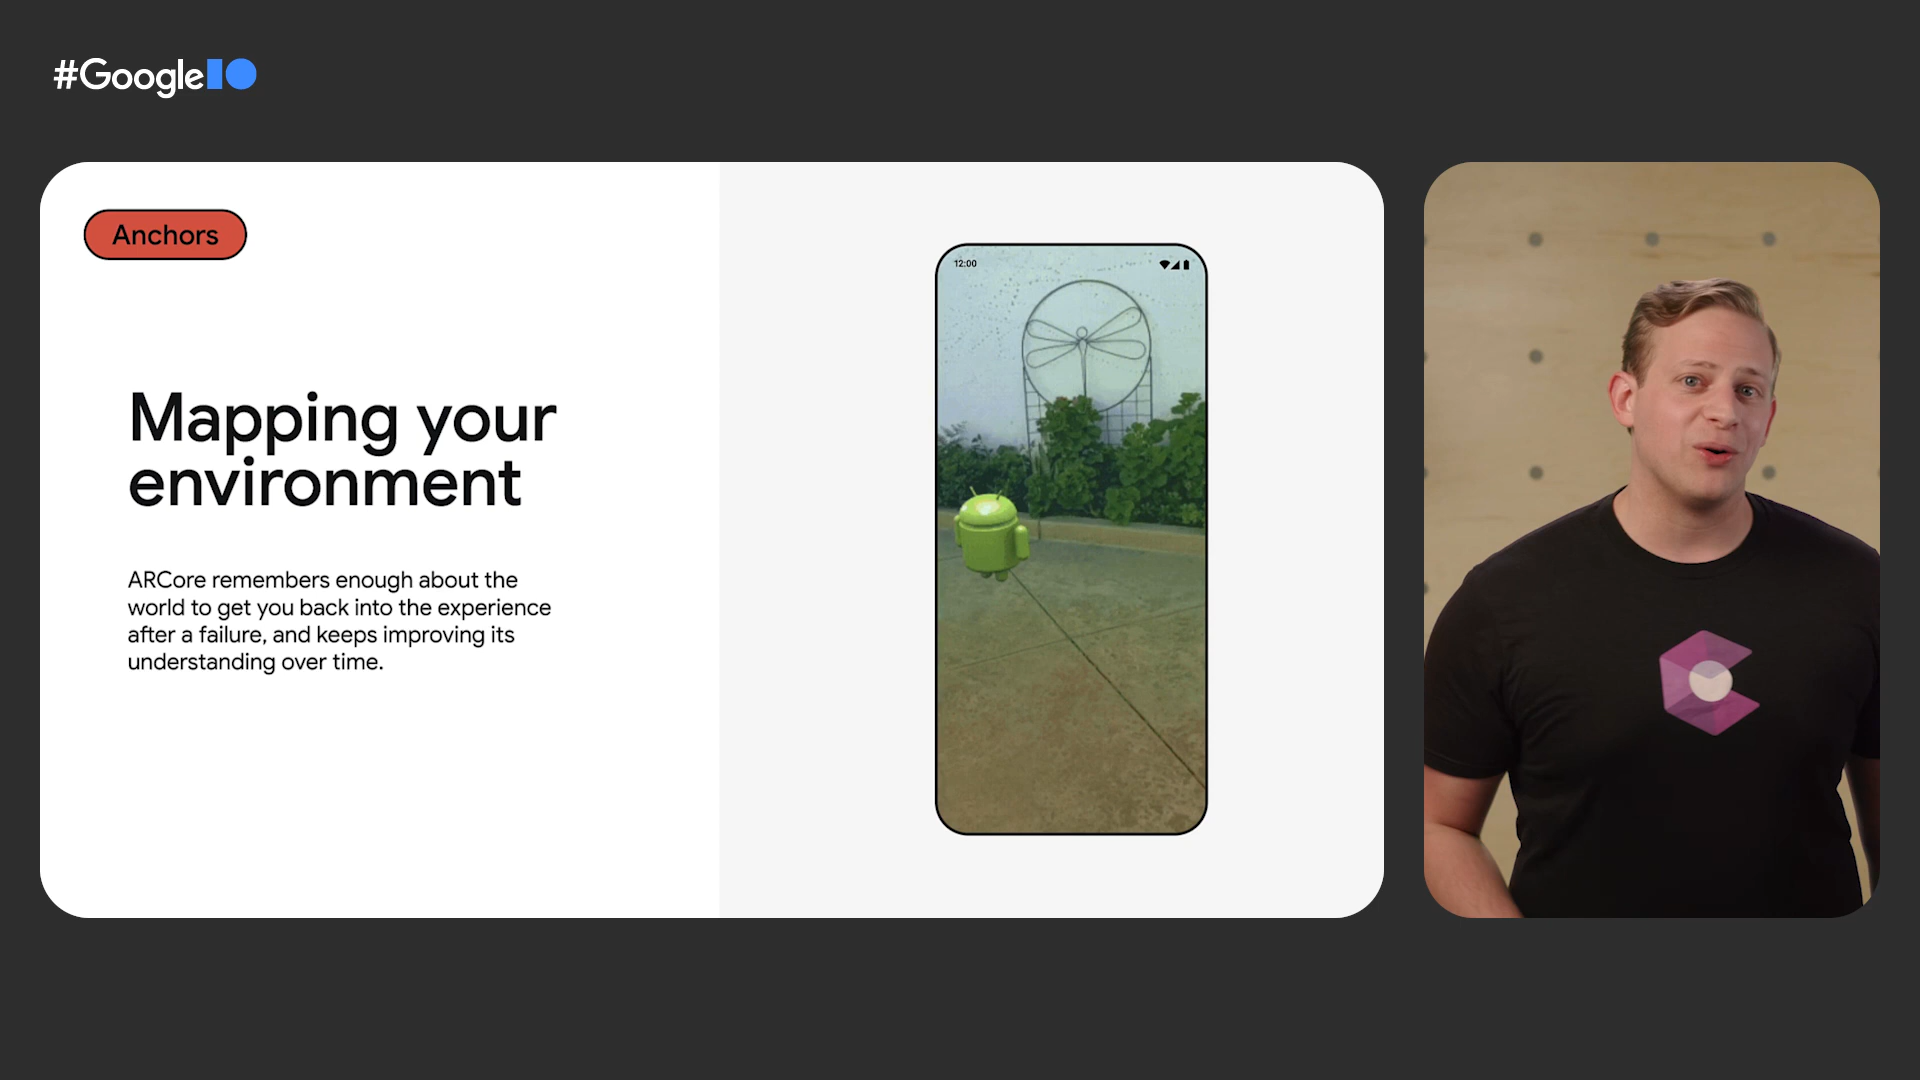 #GoogleIO
Anchors
Mapping your
environment
ARCore remembers enough about the
world to get you back into the experience
after a failure, and keeps improving its
understanding over time.
12:00